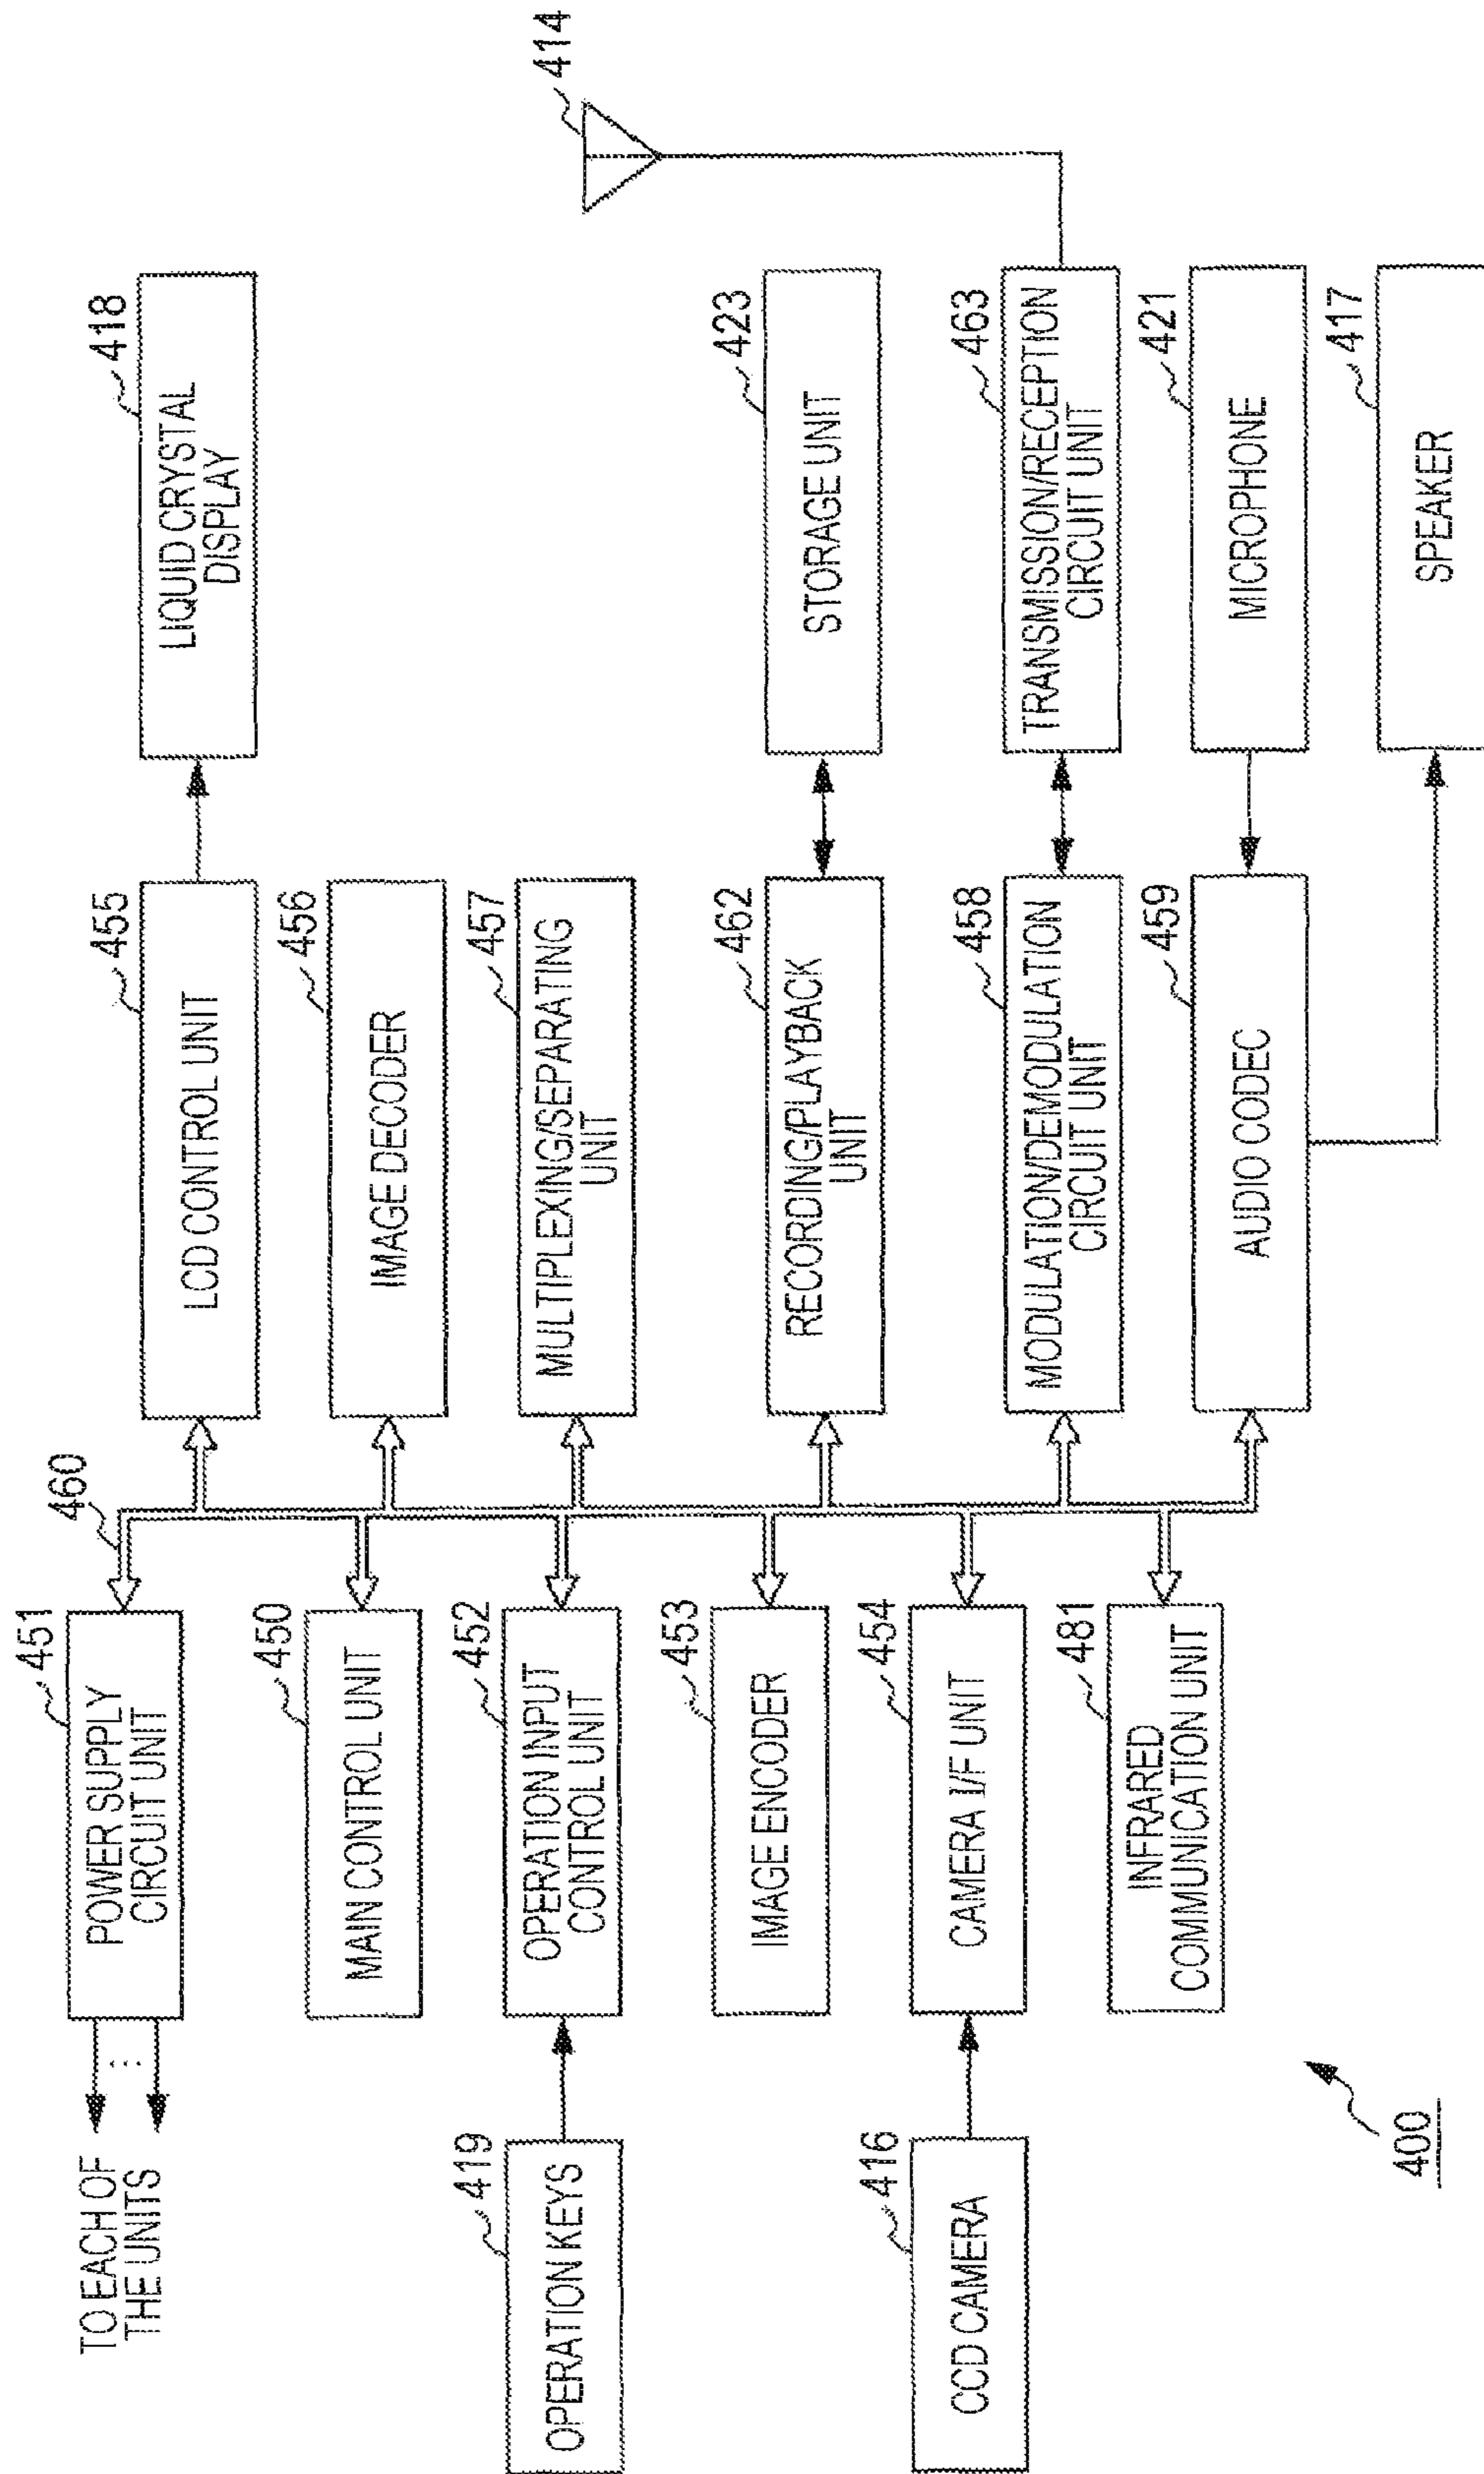 TO EACH OF
THE UNITS
451
POWER SUPPLY
CIRCUIT UNIT
460
450
MAIN CONTROL UNIT
419
OPERATION KEYS
452
OPERATION INPUT
CONTROL UNIT
453
IMAGE ENCODER
416
CCD CAMERA
454
CAMERA I/F UNIT
481
INFRARED
COMMUNICATION UNIT
455
LCD CONTROL UNIT
418
LIQUID CRYSTAL
DISPLAY
456
IMAGE DECODER
457
MULTIPLEXING/SEPARATING
UNIT
462
RECORDING/PLAYBACK
UNIT
423
STORAGE UNIT
414
458
MODULATION/DEMODULATION
CIRCUIT UNIT
463
TRANSMISSION/RECEPTION
CIRCUIT UNIT
459
AUDIO CODEC
421
MICROPHONE
417
SPEAKER
400